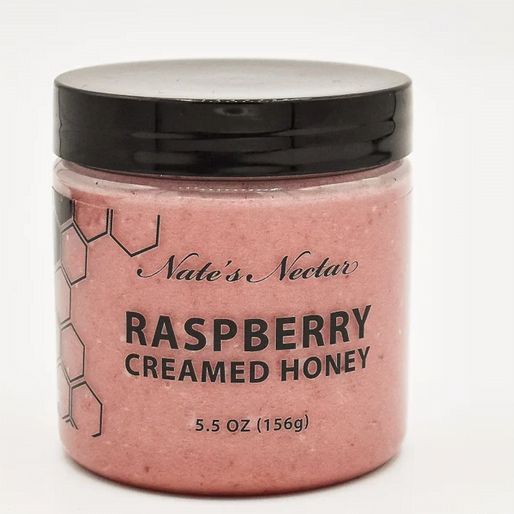 Nate's Nectar
RASPBERRY
CREAMED HONEY
5.5 OZ (156g)